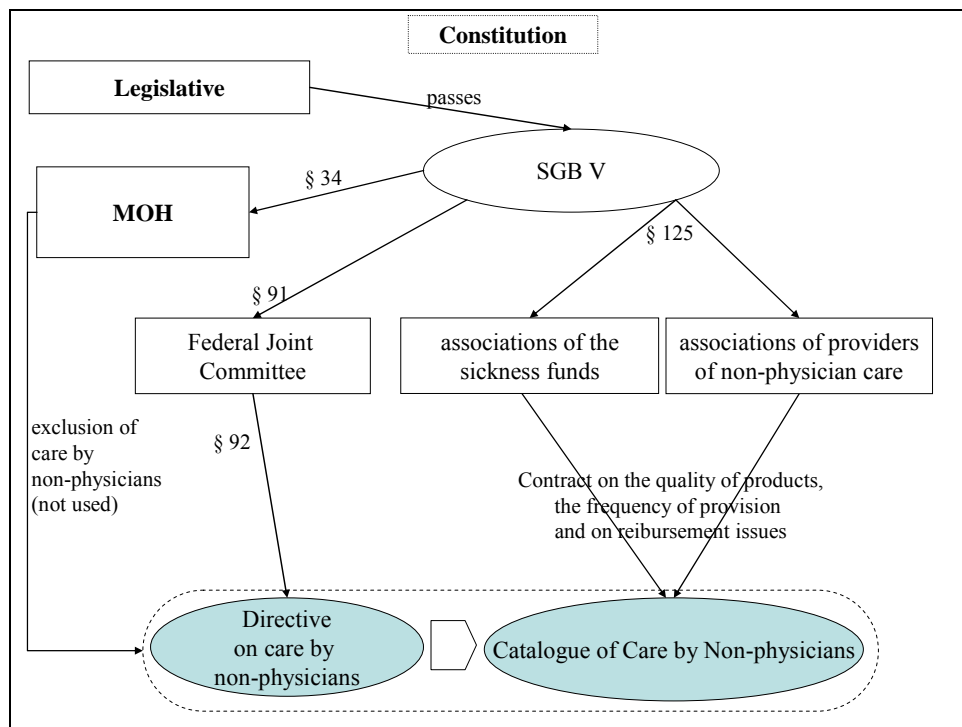 Constitution
Legislative
passes
SGB V
§ 34
MOH
§ 125
§ 91
Federal Joint
Committee
associations of the
sickness funds
associations of providers
of non-physician care
exclusion of
care by
non-physicians
(not used)
§ 92
Contract on the quality of products,
the frequency of provision
and on reibursement issues
Directive
on care by
non-physicians
Catalogue of Care by Non-physicians